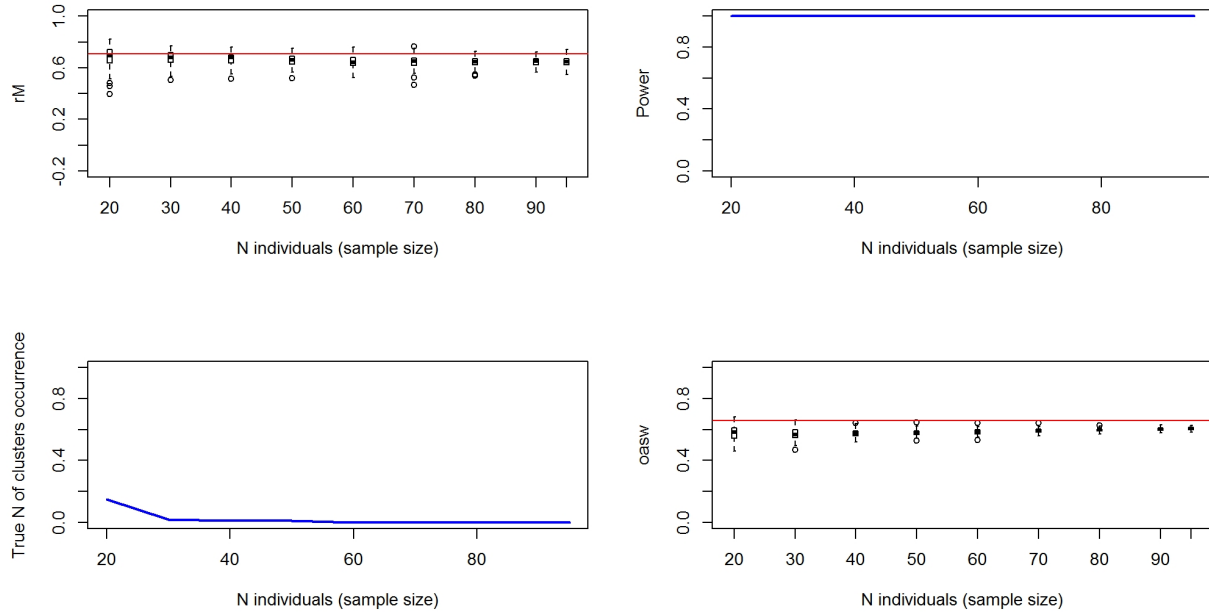 rM
1.0
0.6
0.2
-0.2
20 30 40 50 60 70 80 90
N individuals (sample size)
Power
0.8
0.4
0.0
20 40 60 80
N individuals (sample size)
True N of clusters occurrence
0.8
0.4
0.0
20 40 60 80
N individuals (sample size)
oasw
0.8
0.4
0.0
20 30 40 50 60 70 80 90
N individuals (sample size)